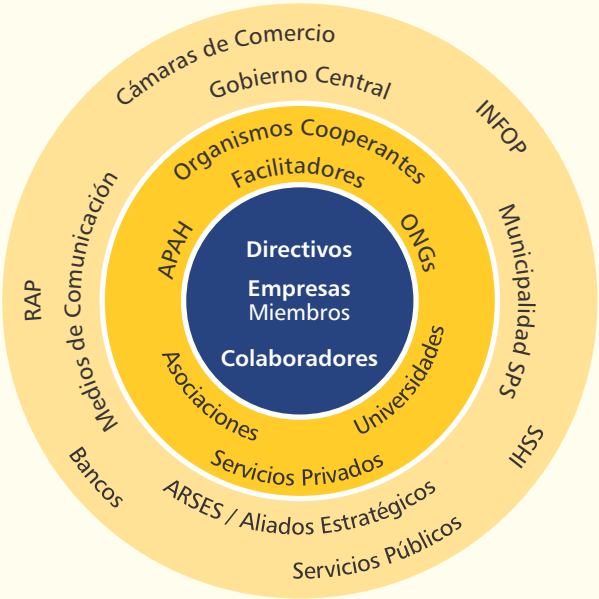 Cámaras de Comercio
Gobierno Central
INFOP
Organismos Cooperantes
Facilitadores
APAH
ONGs
Directivos
Empresas
Miembros
Colaboradores
RAP
Medios de Comunicación
Municipalidad SPS
Asociaciones
Universidades
Servicios Privados
IHSS
Bancos
ARSES / Aliados Estratégicos
Servicios Públicos